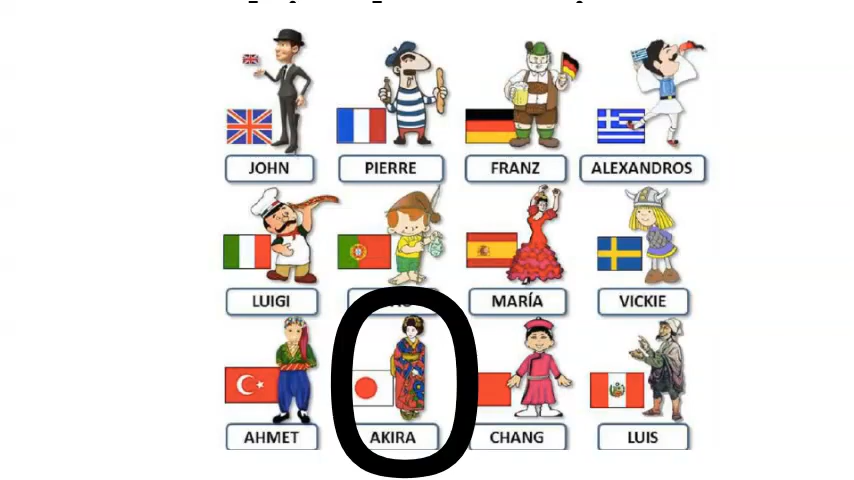 JOHN PIERRE FRANZ ALEXANDROS
LUIGI MARÍA VICKIE
AHMET AKIRA CHANG LUIS